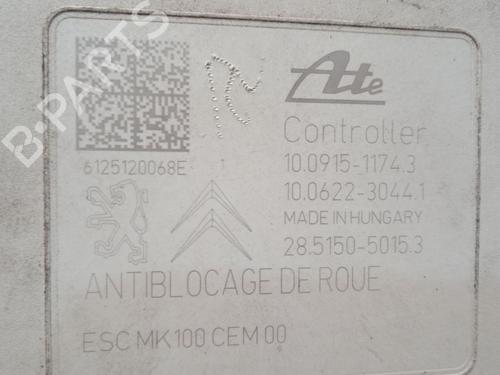 B-PARTS
Ate
Controller
10.0915-1174.3
10.0622-3044.1
6125120068E
MADE IN HUNGARY
28.5150-5015.3
ANTIBLOCAGE DE ROUE
ESC MK100 CEM 00